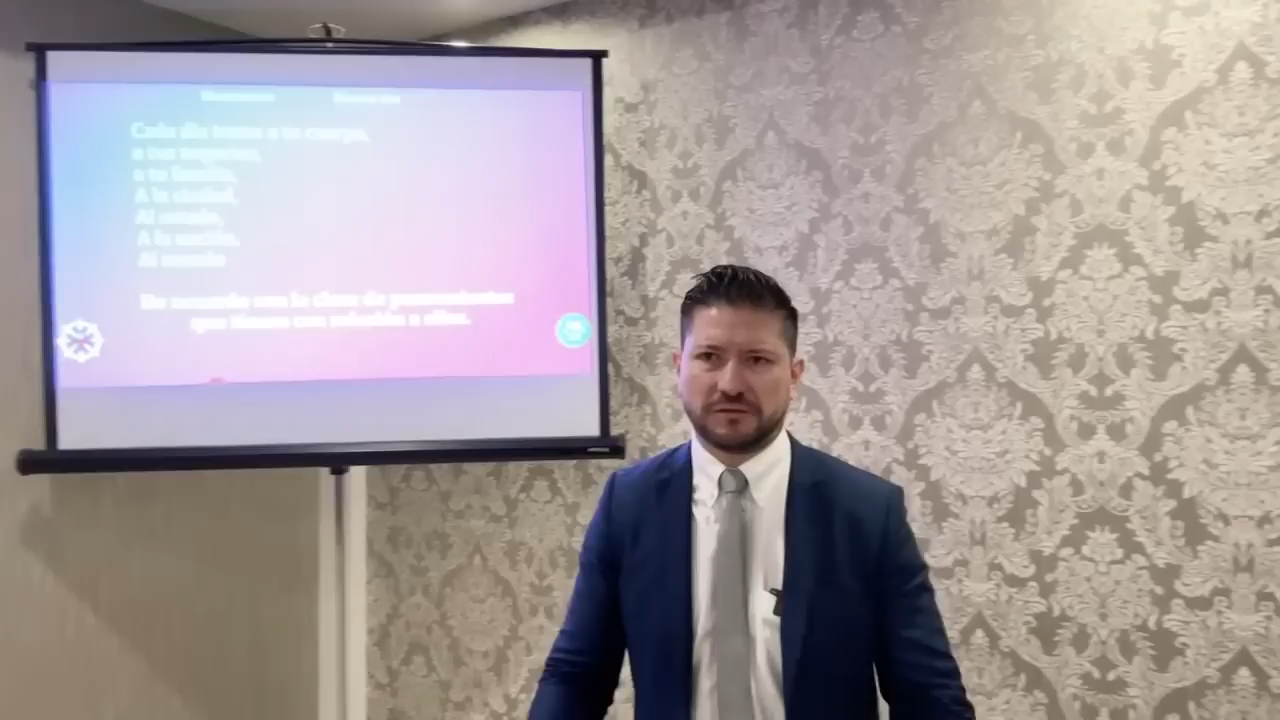 Cada día traes a tu cuerpo,
a tus negocios,
a tu familia,
A la ciudad,
Al estado,
A la nación,
Al mundo
De acuerdo con la clase de pensamientos
que tienes con relación a ellos.